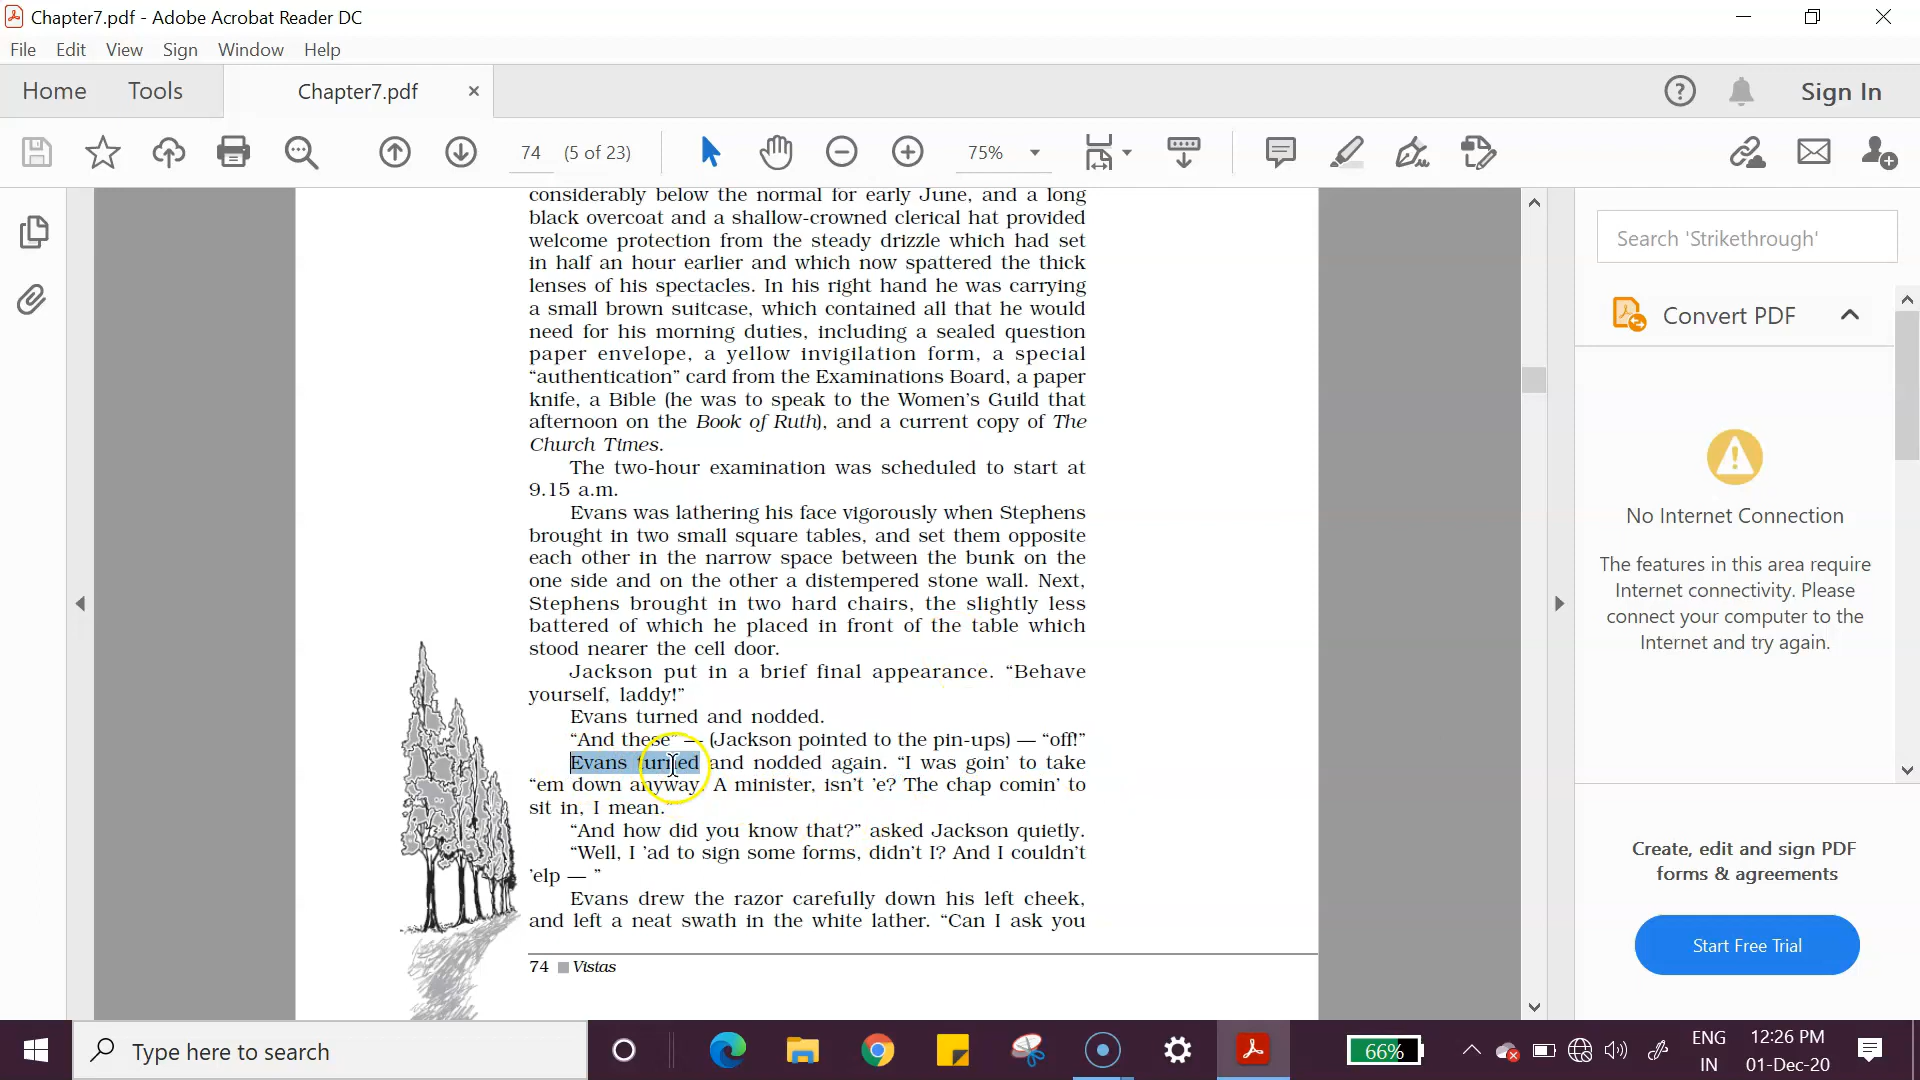 Chapter7.pdf - Adobe Acrobat Reader DC
File Edit View Sign Window Help
Home Tools Chapter7.pdf × Sign In
74 (5 of 23) 75%
considerably below the normal for early June, and a long
black overcoat and a shallow-crowned clerical hat provided
welcome protection from the steady drizzle which had set
in half an hour earlier and which now spattered the thick
lenses of his spectacles. In his right hand he was carrying
a small brown suitcase, which contained all that he would
need for his morning duties, including a sealed question
paper envelope, a yellow invigilation form, a special
“authentication” card from the Examinations Board, a paper
knife, a Bible (he was to speak to the Women’s Guild that
afternoon on the Book of Ruth), and a current copy of The
Church Times.
The two-hour examination was scheduled to start at
9.15 a.m.
Evans was lathering his face vigorously when Stephens
brought in two small square tables, and set them opposite
each other in the narrow space between the bunk on the
one side and on the other a distempered stone wall. Next,
Stephens brought in two hard chairs, the slightly less
battered of which he placed in front of the table which
stood nearer the cell door.
Jackson put in a brief final appearance. “Behave
yourself, laddy!”
Evans turned and nodded.
“And these” — (Jackson pointed to the pin-ups) — “off!”
Evans turned and nodded again. “I was goin’ to take
“em down anyway. A minister, isn’t ’e? The chap comin’ to
sit in, I mean.”
“And how did you know that?” asked Jackson quietly.
“Well, I ’ad to sign some forms, didn’t I? And I couldn’t
’elp — ”
Evans drew the razor carefully down his left cheek,
and left a neat swath in the white lather. “Can I ask you
74 Vistas
Search 'Strikethrough'
Convert PDF
No Internet Connection
The features in this area require
Internet connectivity. Please
connect your computer to the
Internet and try again.
Create, edit and sign PDF
forms & agreements
Start Free Trial
Type here to search
66%
ENG
IN
12:26 PM
01-Dec-20